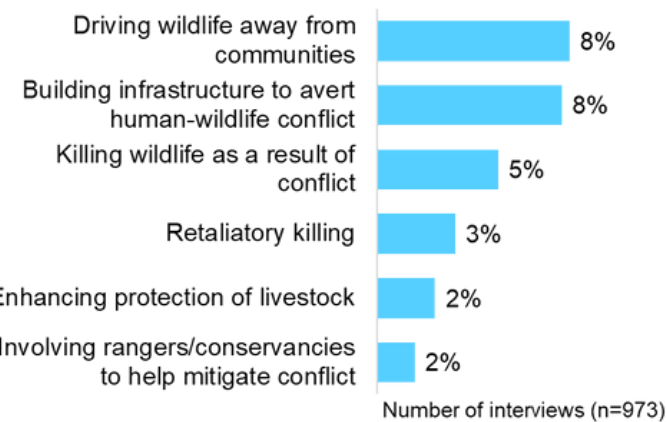 Driving wildlife away from
communities
8%
Building infrastructure to avert
human-wildlife conflict
8%
Killing wildlife as a result of
conflict
5%
Retaliatory killing
3%
Enhancing protection of livestock
2%
Involving rangers/conservancies
to help mitigate conflict
2%
Number of interviews (n=973)